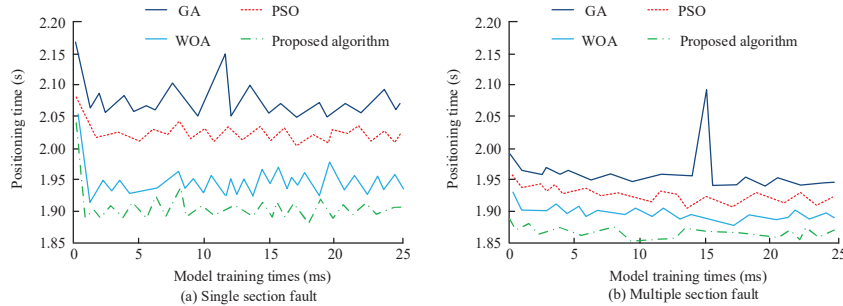 GA
PSO
WOA
Proposed algorithm
2.20
2.15
2.10
2.05
2.00
1.95
1.90
1.85
Positioning time (s)
0
5
10
15
20
25
Model training times (ms)
(a) Single section fault
GA
PSO
WOA
Proposed algorithm
2.20
2.15
2.10
2.05
2.00
1.95
1.90
1.85
Positioning time (s)
0
5
10
15
20
25
Model training times (ms)
(b) Multiple section fault